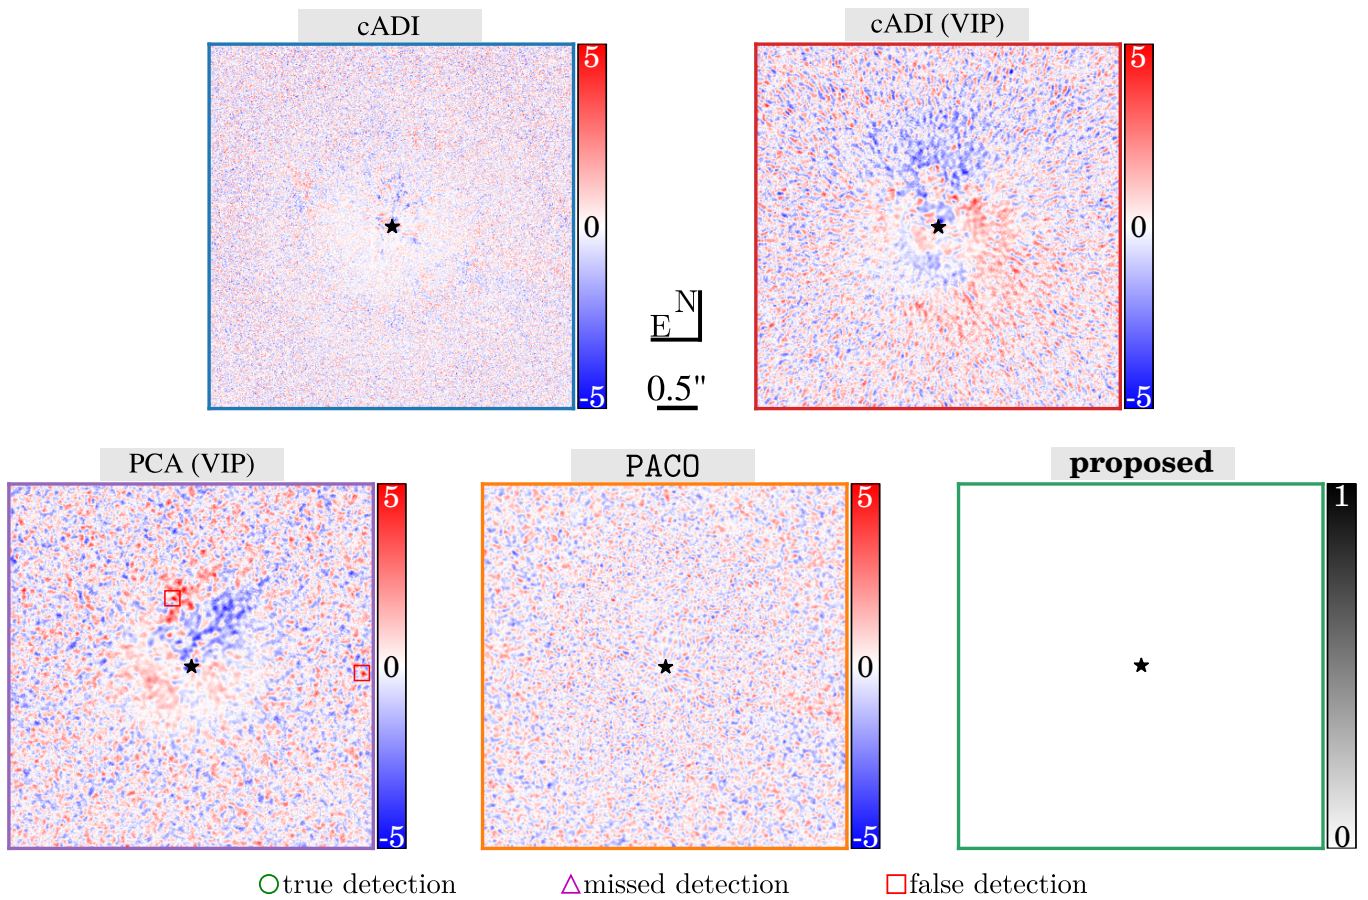 cADI
cADI (VIP)
5
0
-5
5
0
-5
N
E
0.5"
PCA (VIP)
PACO
proposed
5
0
-5
5
0
-5
1
0
true detection
missed detection
false detection